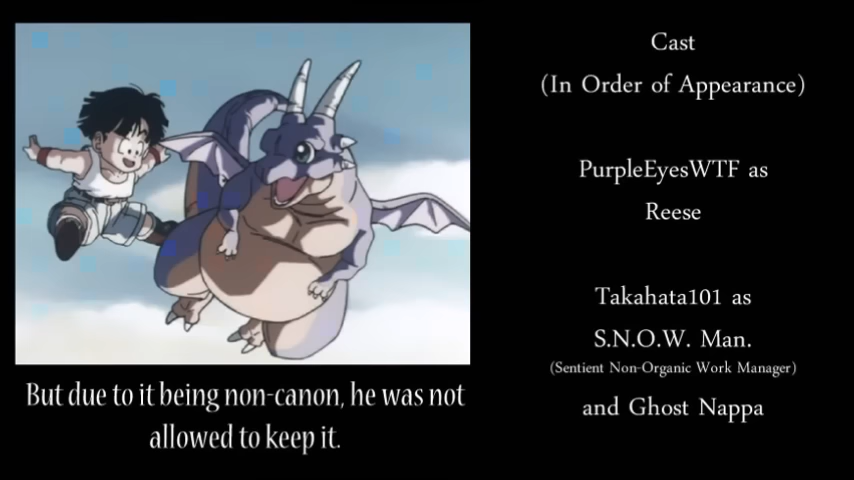 But due to it being non-canon, he was not
allowed to keep it.
Cast
(In Order of Appearance)
PurpleEyesWTF as
Reese
Takahata101 as
S.N.O.W. Man.
(Sentient Non-Organic Work Manager)
and Ghost Nappa